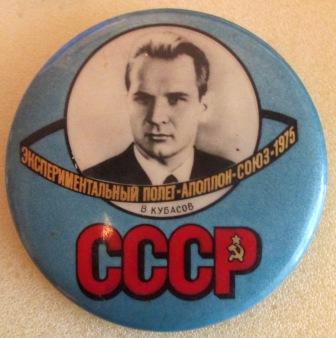 ЭКСПЕРИМЕНТАЛЬНЫЙ ПОЛЕТ-АПОЛЛОН-СОЮЗ-1975
В. КУБАСОВ
СССР